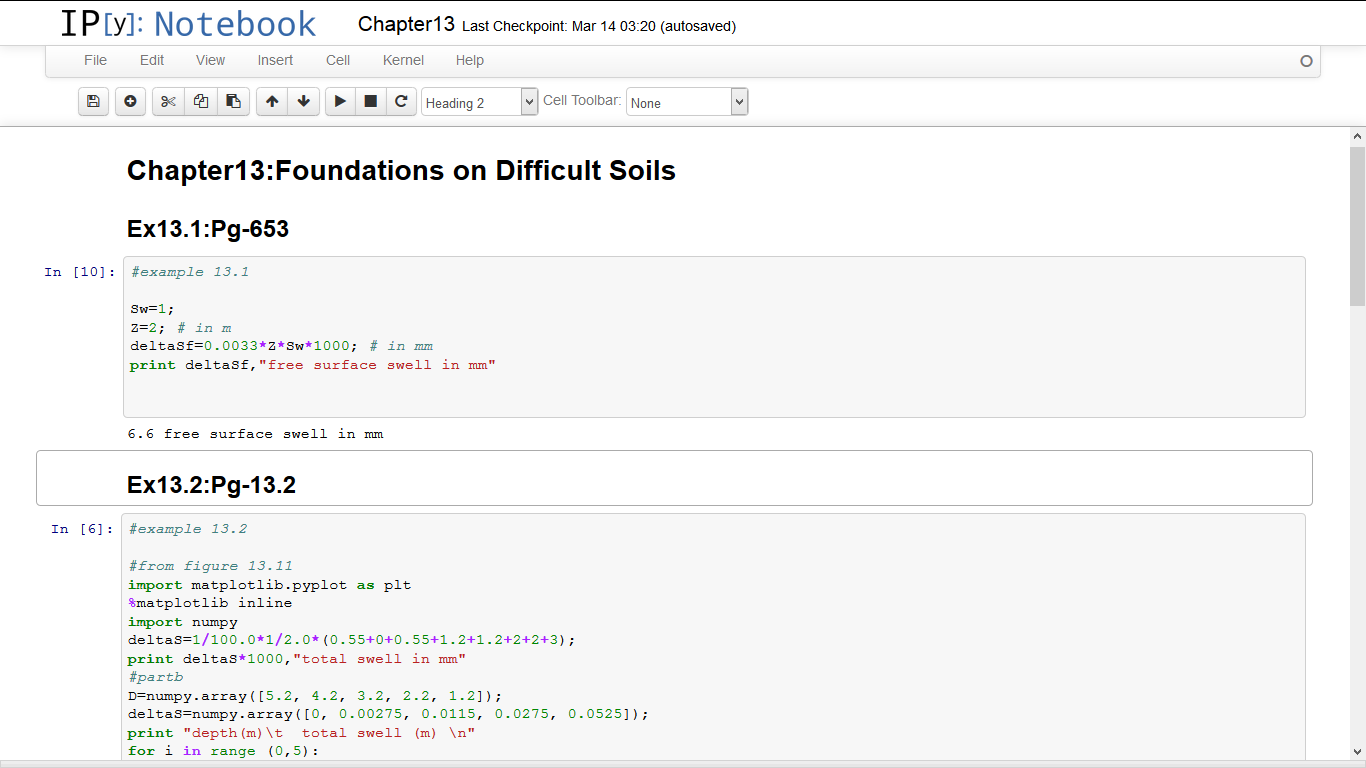 IP[y]: Notebook Chapter13 Last Checkpoint: Mar 14 03:20 (autosaved)
File Edit View Insert Cell Kernel Help
Heading 2 Cell Toolbar: None
Chapter13:Foundations on Difficult Soils
Ex13.1:Pg-653
In [10]: #example 13.1
Sw=1;
Z=2; # in m
deltaSf=0.0033*Z*Sw*1000; # in mm
print deltaSf,"free surface swell in mm"
6.6 free surface swell in mm
Ex13.2:Pg-13.2
In [6]: #example 13.2
#from figure 13.11
import matplotlib.pyplot as plt
%matplotlib inline
import numpy
deltaS=1/100.0*1/2.0*(0.55+0+0.55+1.2+1.2+2+2+3);
print deltaS*1000,"total swell in mm"
#partb
D=numpy.array([5.2, 4.2, 3.2, 2.2, 1.2]);
deltaS=numpy.array([0, 0.00275, 0.0115, 0.0275, 0.0525]);
print "depth(m)\t  total swell (m) \n"
for i in range (0,5):